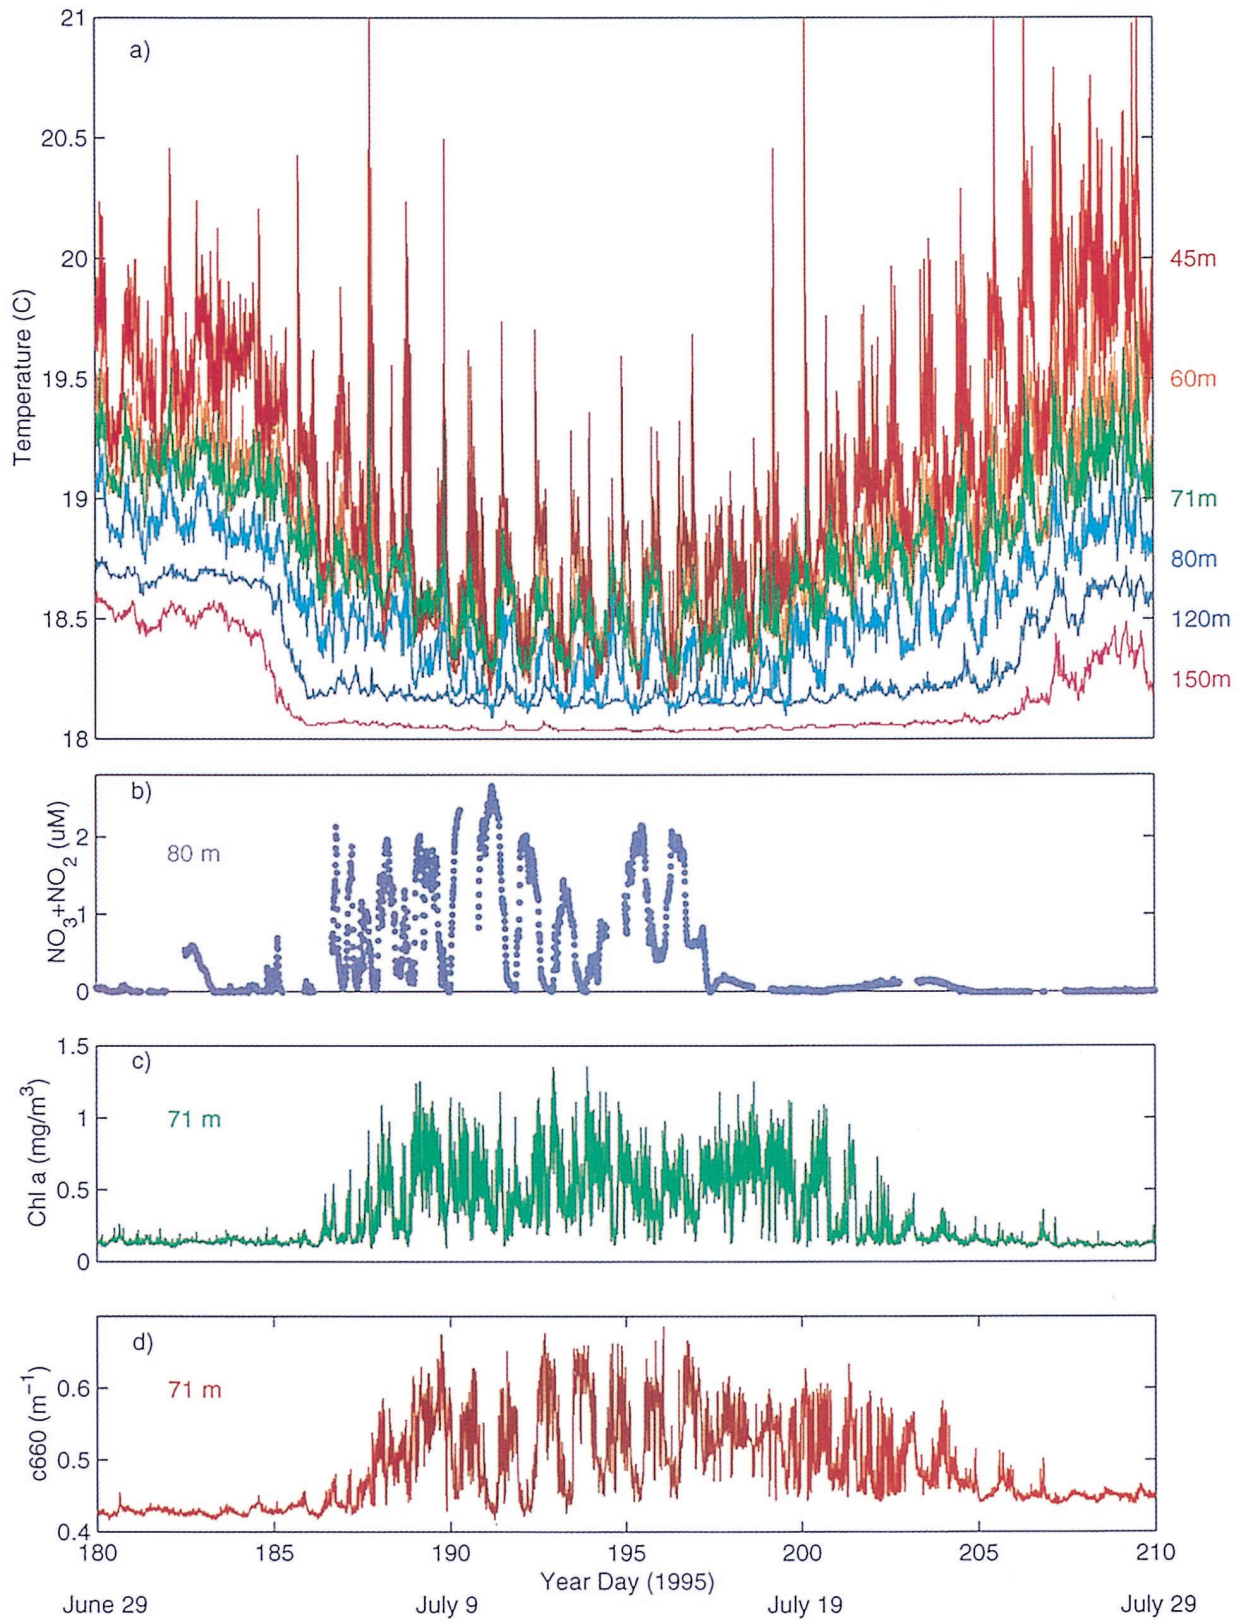 a)
21
20.5
20
19.5
19
18.5
18
Temperature (C)
45m
60m
71m
80m
120m
150m
b)
80 m
2
1
0
NO3+NO2 (uM)
c)
71 m
1.5
1
0.5
0
Chl a (mg/m³)
d)
71 m
0.6
0.5
0.4
c660 (m⁻¹)
180 185 190 195 200 205 210
Year Day (1995)
June 29 July 9 July 19 July 29